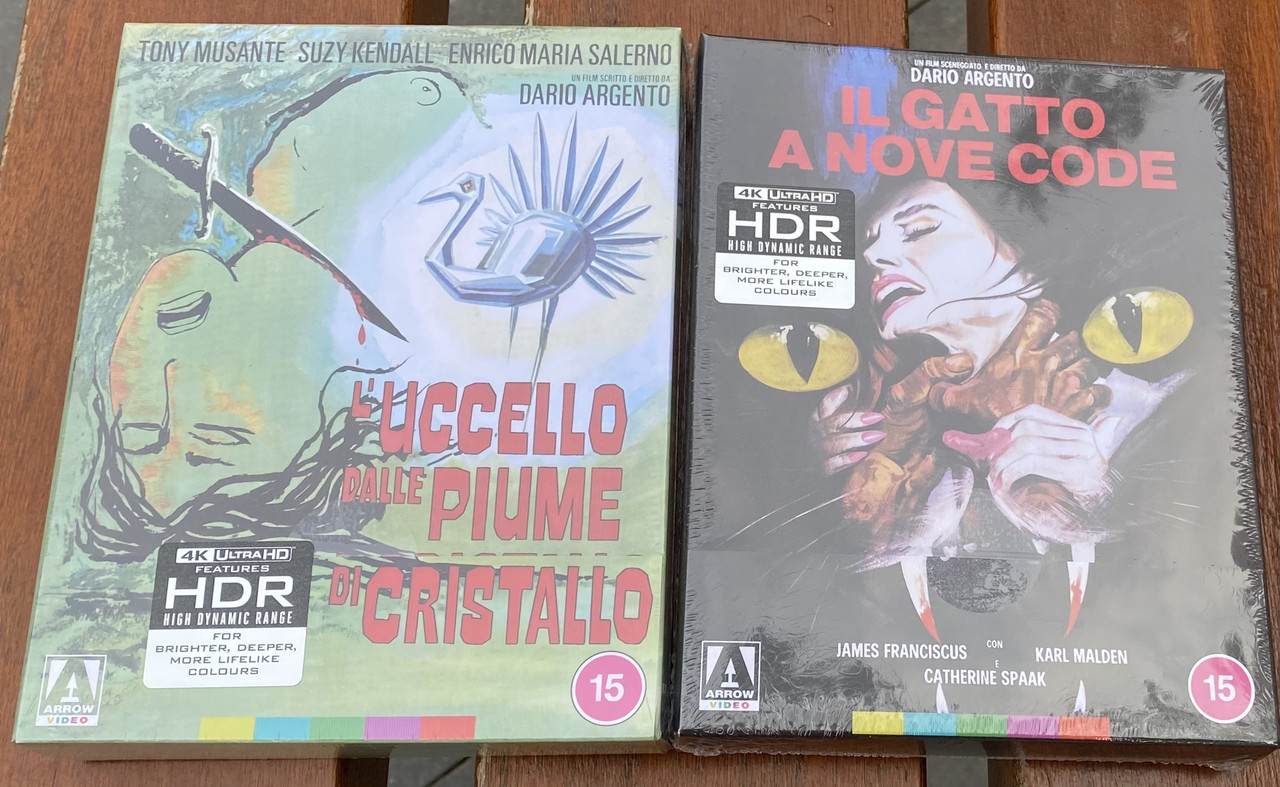 TONY MUSANTE SUZY KENDALL ENRICO MARIA SALERNO
UN FILM SCRITTO E DIRETTO DA
DARIO ARGENTO
L'UCCELLO
DALLE PIUME
DI CRISTALLO
4K ULTRA HD
FEATURES
HDR
HIGH DYNAMIC RANGE
FOR
BRIGHTER, DEEPER,
MORE LIFELIKE
COLOURS
ARROW
VIDEO
15
UN FILM SCENEGGIATO E DIRETTO DA
DARIO ARGENTO
IL GATTO
A NOVE CODE
4K ULTRA HD
FEATURES
HDR
HIGH DYNAMIC RANGE
FOR
BRIGHTER, DEEPER,
MORE LIFELIKE
COLOURS
JAMES FRANCISCUS CON KARL MALDEN
E
CATHERINE SPAAK
ARROW
VIDEO
15